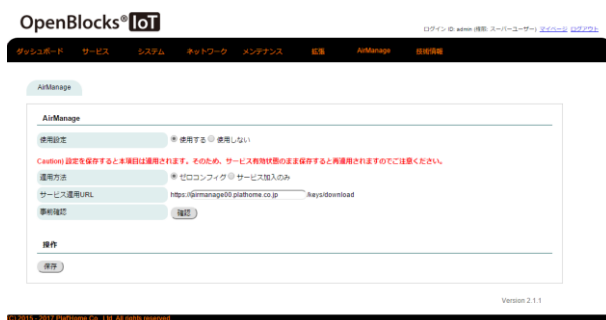 OpenBlocks® IoT
ログイン ID: admin (権限: スーパーユーザー) マイページ ログアウト
ダッシュボード サービス システム ネットワーク メンテナンス 拡張 AirManage 技術情報
AirManage
AirManage
使用設定 使用する 使用しない
Caution) 設定を保存すると本項目は適用されます。そのため、サービス有効状態のまま保存すると再適用されますのでご注意ください。
適用方法 ゼロコンフィグ サービス加入のみ
サービス適用URL https://airmanage00.plathome.co.jp /keys/download
事前確認 確認
操作
保存
Version 2.1.1
(C) 2015 - 2017 PlatHome Co., Ltd. All rights reserved.